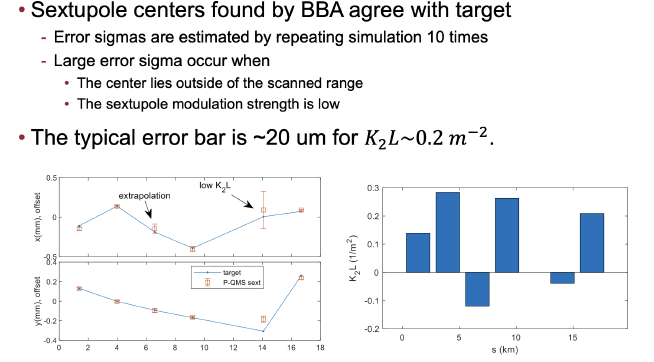 • Sextupole centers found by BBA agree with target
- Error sigmas are estimated by repeating simulation 10 times
- Large error sigma occur when
• The center lies outside of the scanned range
• The sextupole modulation strength is low
• The typical error bar is ~20 um for K₂L~0.2 m⁻².
0.5
0
-0.5
x(mm), offset
extrapolation
low K₂L
0.4
0.2
0
-0.2
-0.4
y(mm), offset
target
P-QMS sext
0 2 4 6 8 10 12 14 16 18
0.3
0.2
0.1
0
-0.1
-0.2
K₂L (1/m²)
0 5 10 15
s (km)